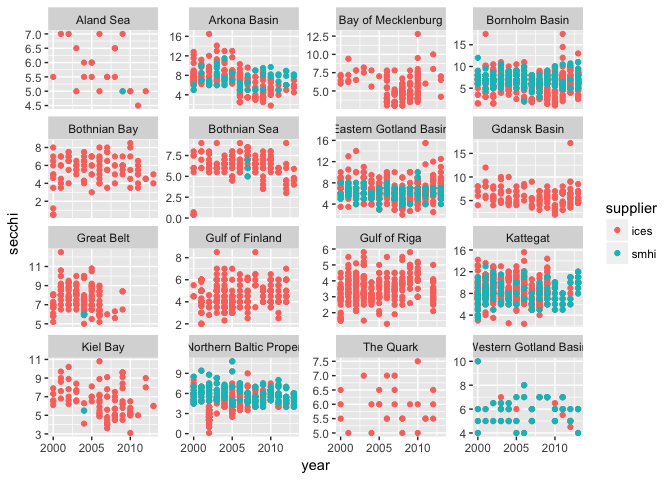 Aland Sea
Arkona Basin
Bay of Mecklenburg
Bornholm Basin
7.0
6.5
6.0
5.5
5.0
4.5
16
12
8
4
12.5
10.0
7.5
5.0
15
10
5
Bothnian Bay
Bothnian Sea
Eastern Gotland Basin
Gdansk Basin
8
6
4
2
7.5
5.0
2.5
0.0
16
12
8
4
15
10
5
Great Belt
Gulf of Finland
Gulf of Riga
Kattegat
11
9
7
5
8
6
4
2
6
4
2
16
12
8
4
Kiel Bay
Northern Baltic Proper
The Quark
Western Gotland Basin
11
9
7
5
3
9
6
3
0
7.5
7.0
6.5
6.0
5.5
5.0
10
8
6
4
2000 2005 2010
2000 2005 2010
2000 2005 2010
2000 2005 2010
year
secchi
supplier
ices
smhi